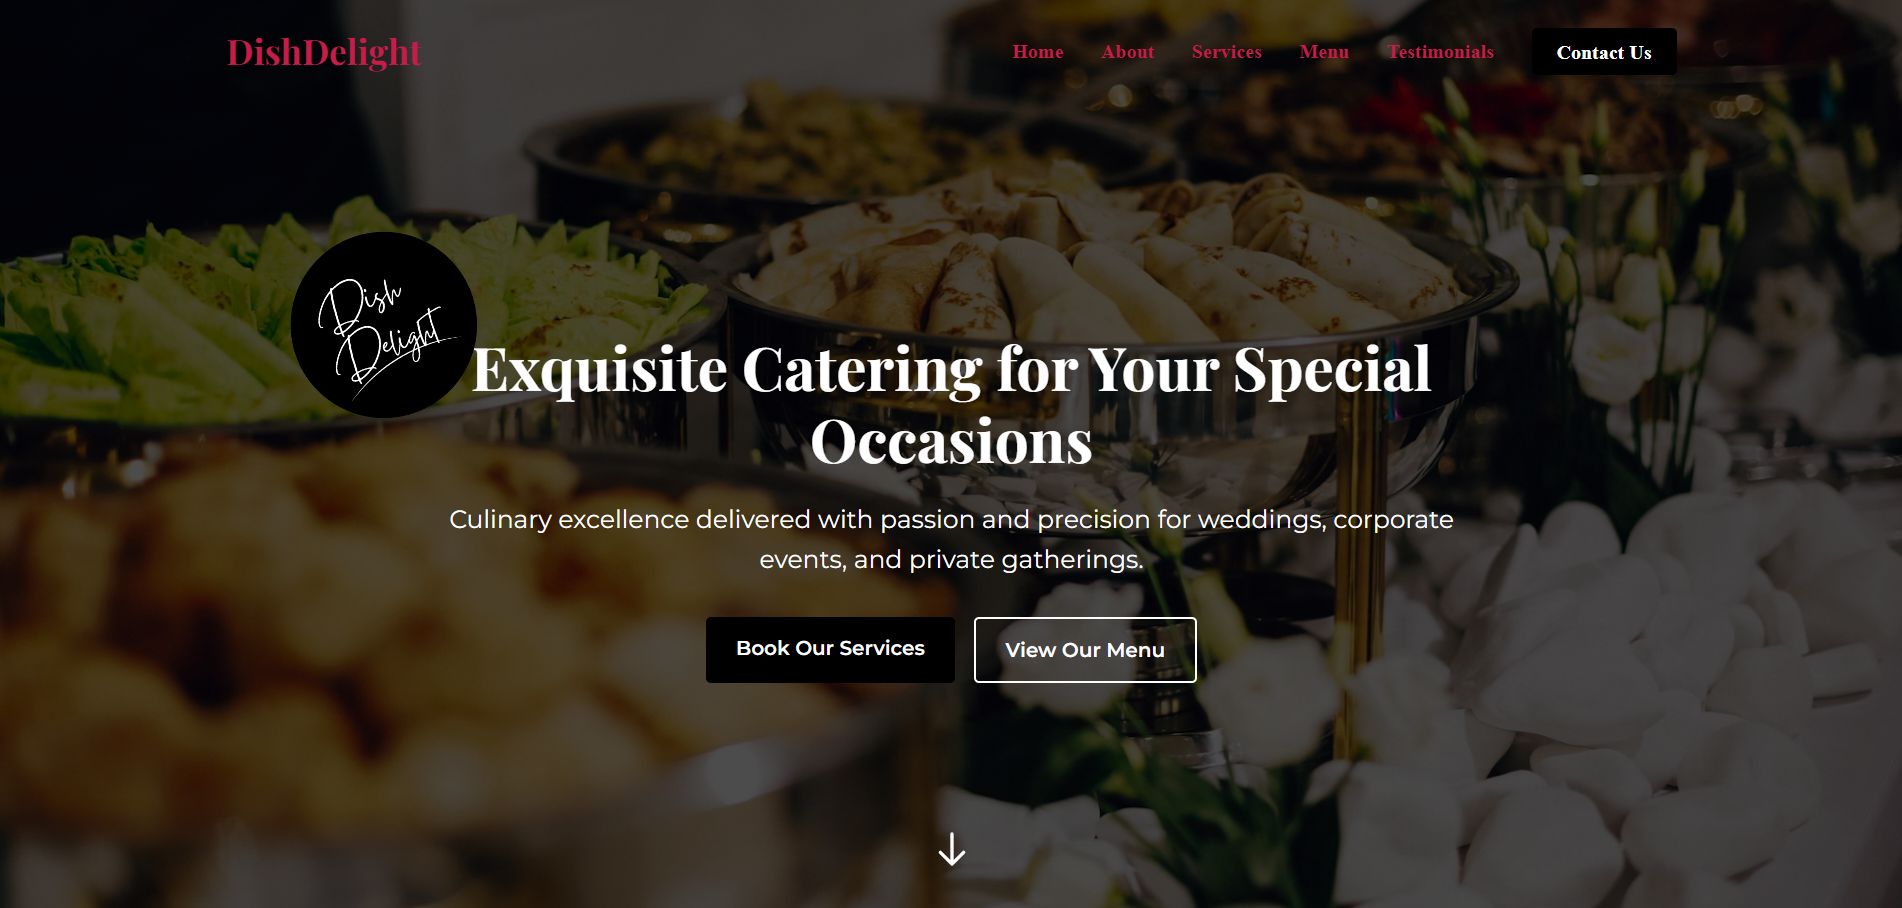 DishDelight
Home About Services Menu Testimonials Contact Us
Dish
Delight
Exquisite Catering for Your Special
Occasions
Culinary excellence delivered with passion and precision for weddings, corporate
events, and private gatherings.
Book Our Services View Our Menu